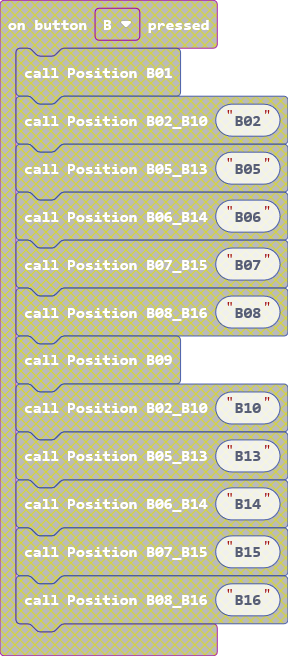 on button B pressed
call Position B01
call Position B02_B10 "B02"
call Position B05_B13 "B05"
call Position B06_B14 "B06"
call Position B07_B15 "B07"
call Position B08_B16 "B08"
call Position B09
call Position B02_B10 "B10"
call Position B05_B13 "B13"
call Position B06_B14 "B14"
call Position B07_B15 "B15"
call Position B08_B16 "B16"